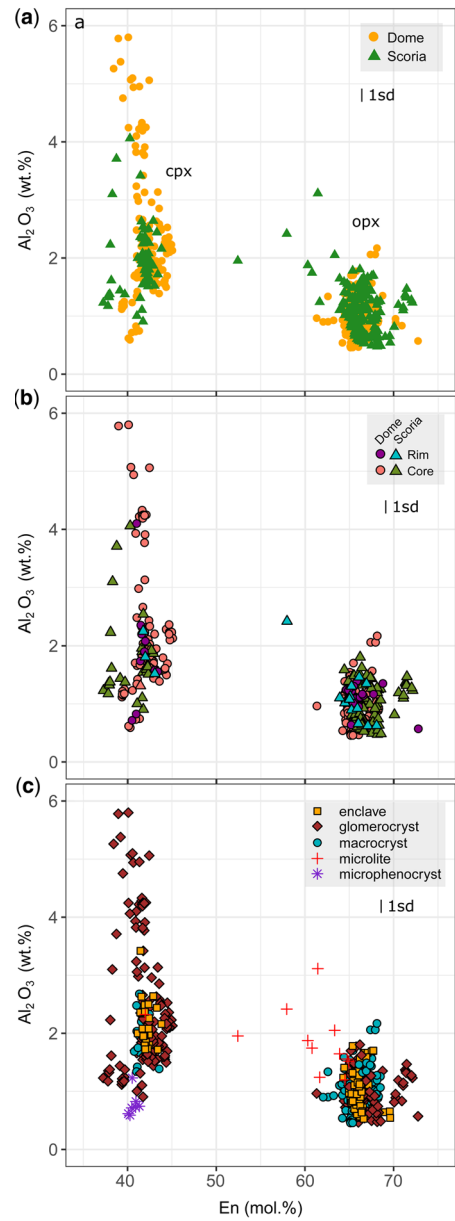 (a)
a
6
4
2
0
Al2O3 (wt.%)
Dome
Scoria
1sd
cpx
opx
(b)
6
4
2
0
Al2O3 (wt.%)
Dome
Scoria
Rim
Core
1sd
(c)
6
4
2
0
Al2O3 (wt.%)
enclave
glomerocryst
macrocryst
microlite
microphenocryst
1sd
40 50 60 70
En (mol.%)